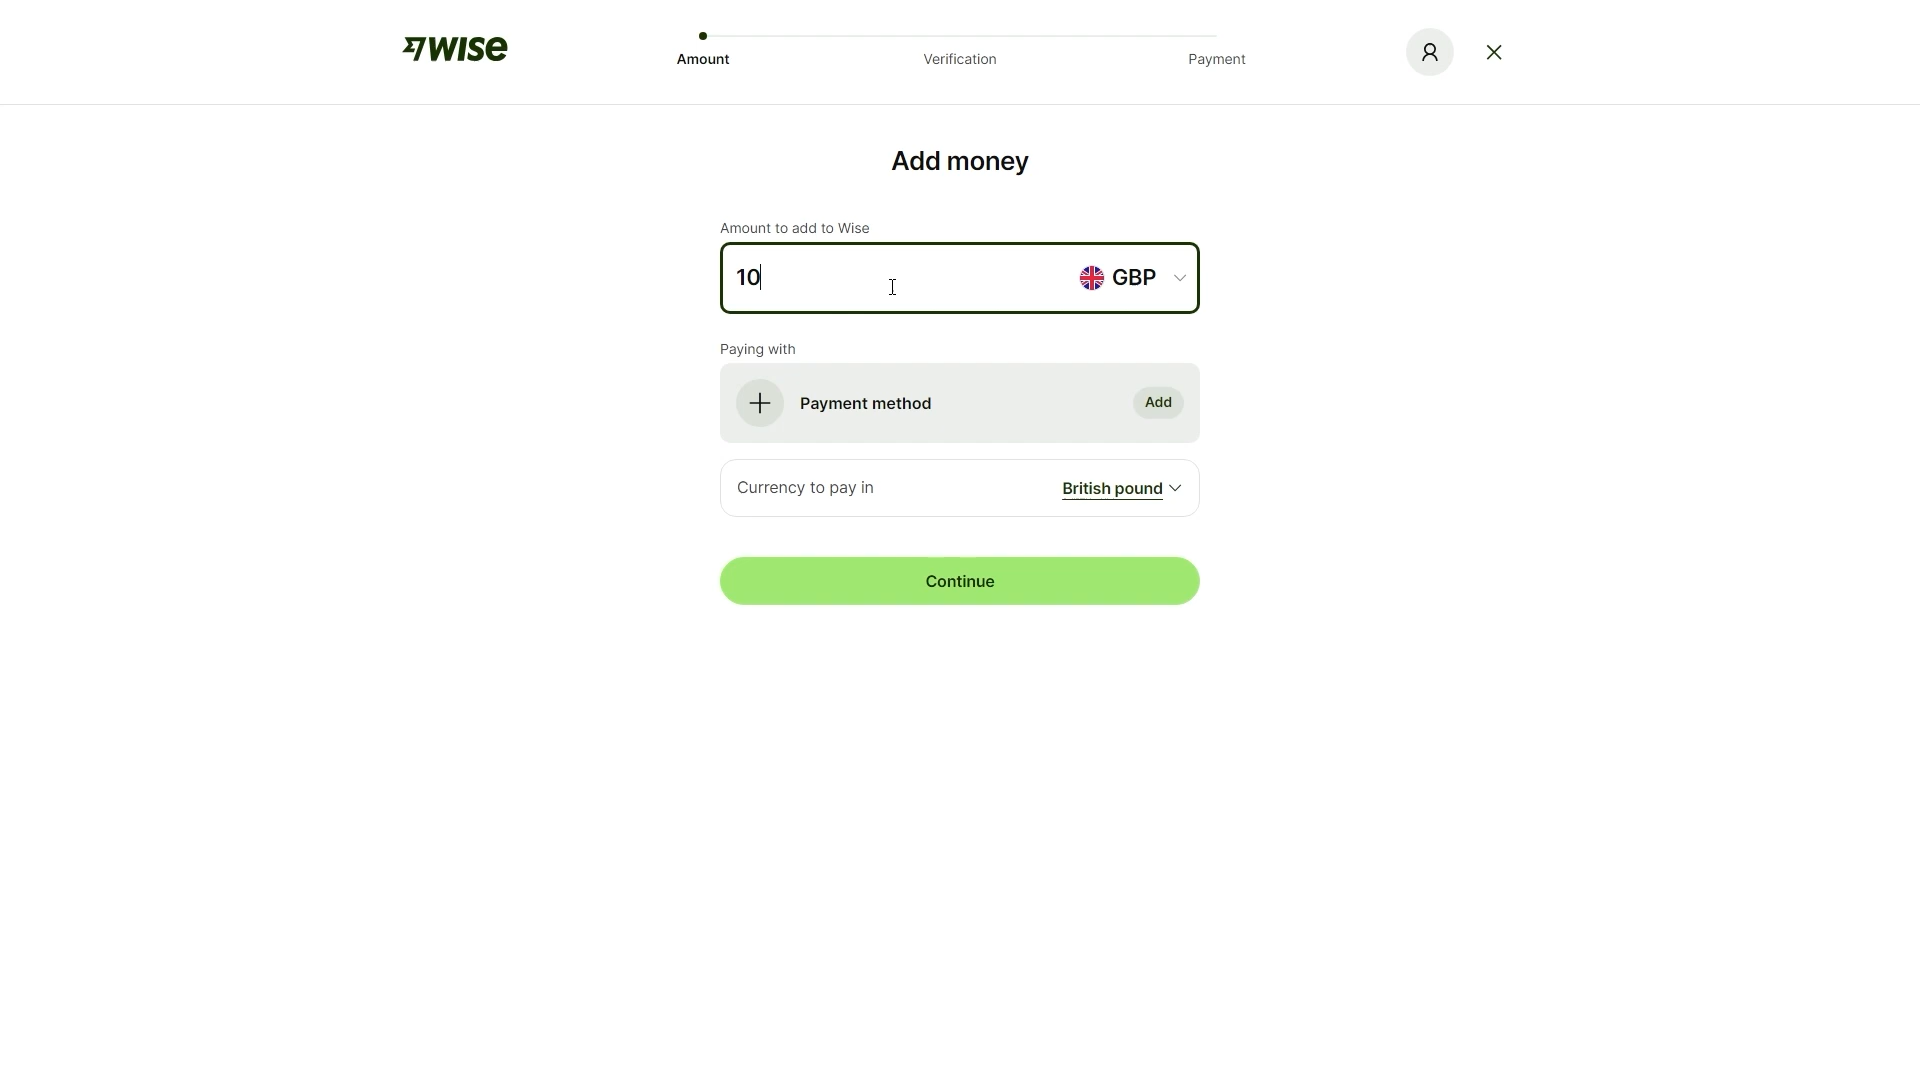 WISE
Amount
Verification
Payment
Add money
Amount to add to Wise
10
GBP
Paying with
Payment method
Add
Currency to pay in
British pound
Continue